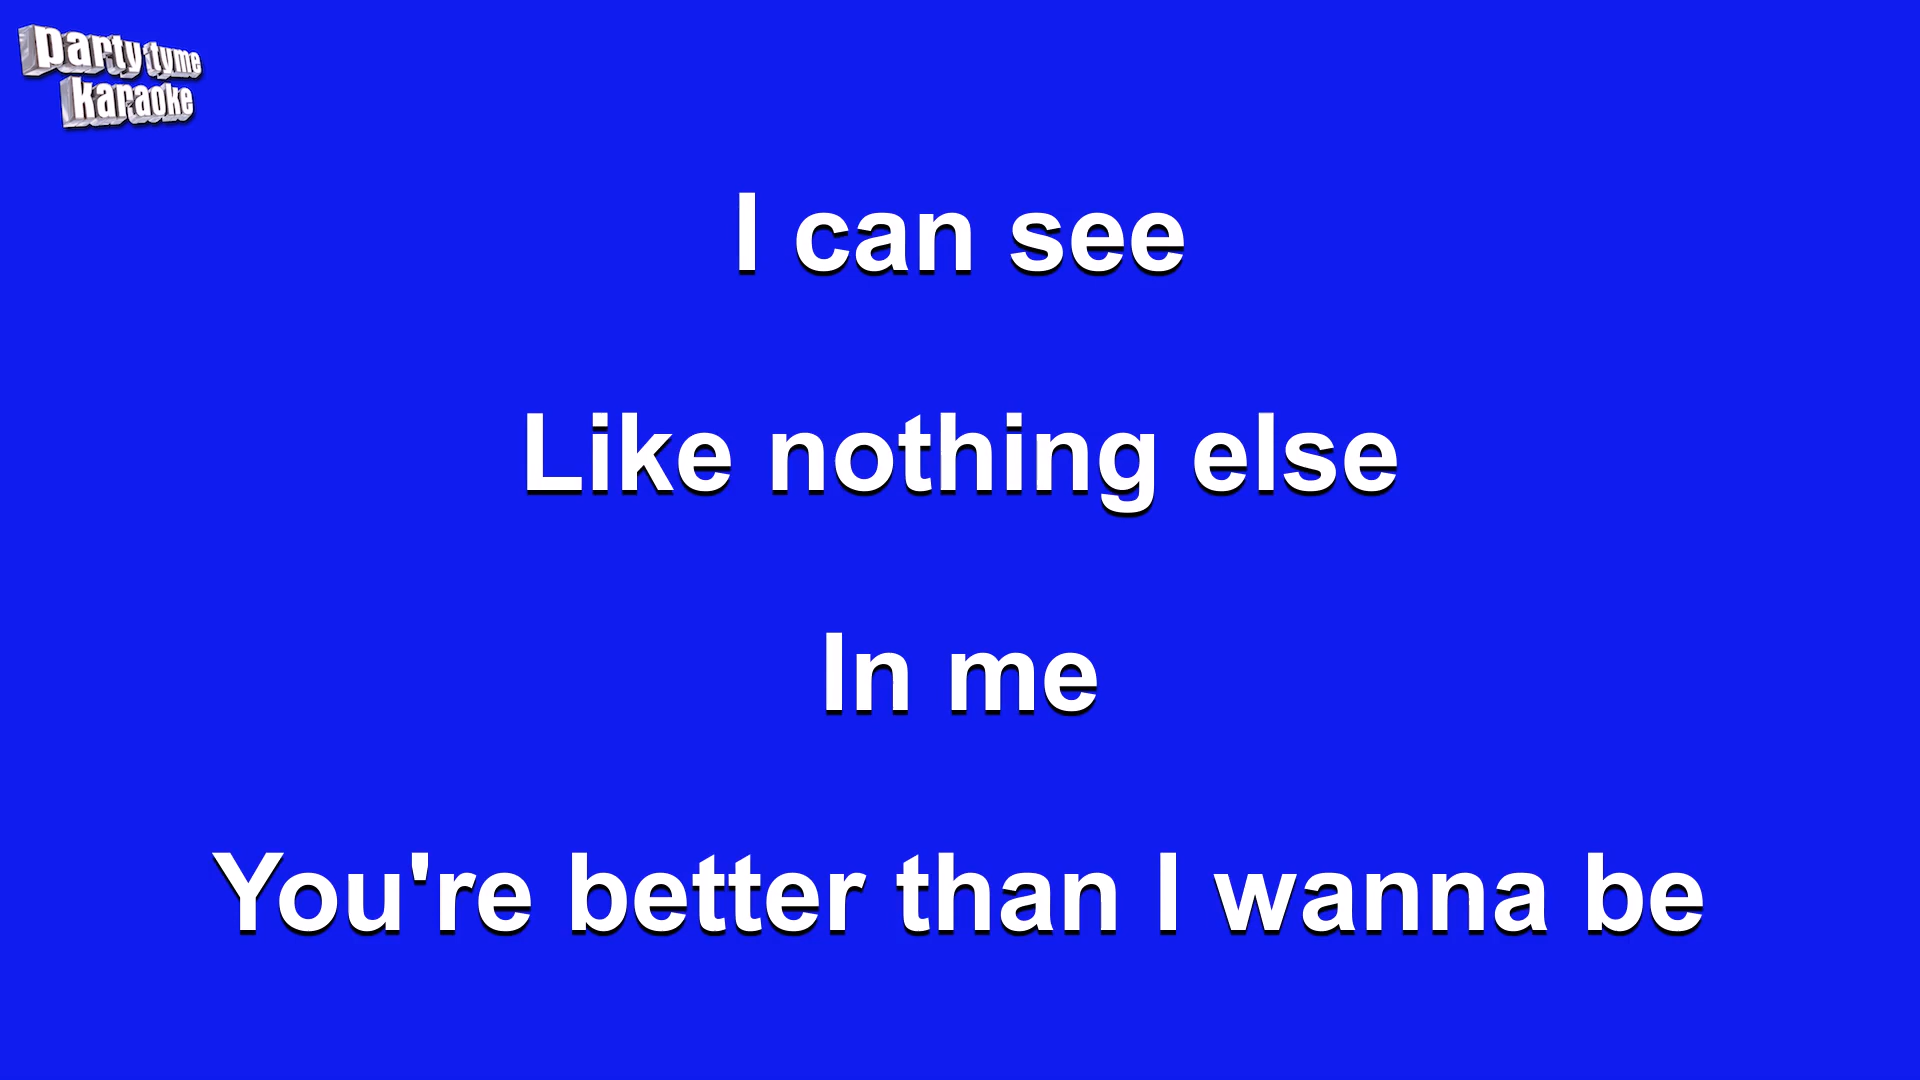 party tyme
karaoke
I can see
Like nothing else
In me
You're better than I wanna be